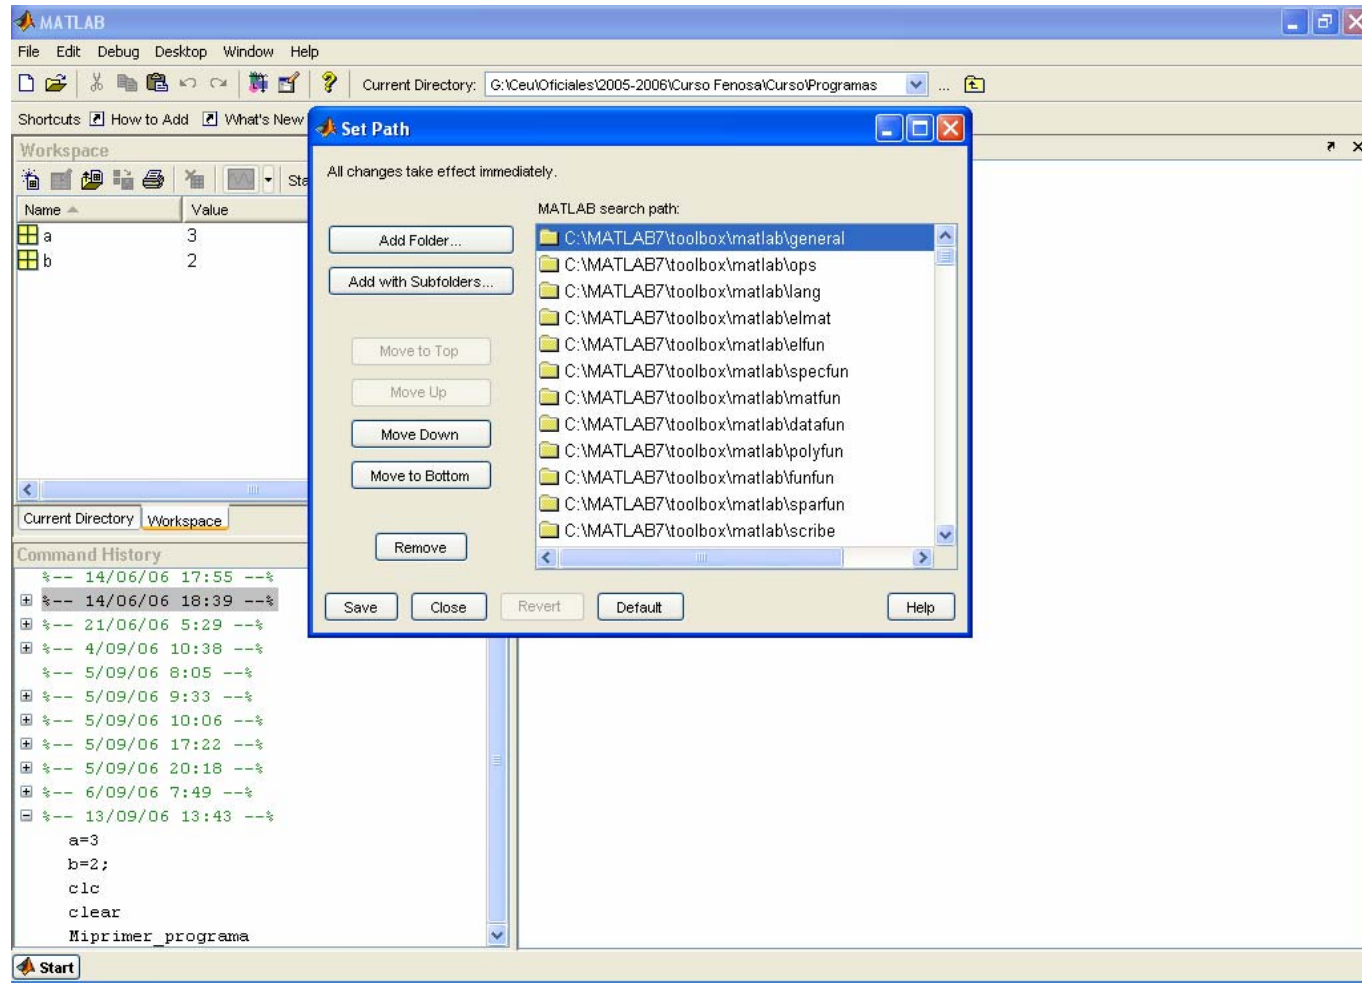 MATLAB
File Edit Debug Desktop Window Help
Current Directory: G:\Ceu\Oficiales\2005-2006\Curso Fenosa\Curso\Programas ...
Shortcuts How to Add What's New
Set Path
Workspace
All changes take effect immediately.
Sta
Name Value
MATLAB search path:
a 3
b 2
Add Folder...
Add with Subfolders...
Move to Top
Move Up
Move Down
Move to Bottom
Remove
C:\MATLAB7\toolbox\matlab\general
C:\MATLAB7\toolbox\matlab\ops
C:\MATLAB7\toolbox\matlab\lang
C:\MATLAB7\toolbox\matlab\elmat
C:\MATLAB7\toolbox\matlab\elfun
C:\MATLAB7\toolbox\matlab\specfun
C:\MATLAB7\toolbox\matlab\matfun
C:\MATLAB7\toolbox\matlab\datafun
C:\MATLAB7\toolbox\matlab\polyfun
C:\MATLAB7\toolbox\matlab\funfun
C:\MATLAB7\toolbox\matlab\sparfun
C:\MATLAB7\toolbox\matlab\scribe
Save Close Revert Default Help
Current Directory Workspace
Command History
%-- 14/06/06 17:55 --%
%-- 14/06/06 18:39 --%
%-- 21/06/06 5:29 --%
%-- 4/09/06 10:38 --%
%-- 5/09/06 8:05 --%
%-- 5/09/06 9:33 --%
%-- 5/09/06 10:06 --%
%-- 5/09/06 17:22 --%
%-- 5/09/06 20:18 --%
%-- 6/09/06 7:49 --%
%-- 13/09/06 13:43 --%
a=3
b=2;
clc
clear
Miprimer_programa
Start